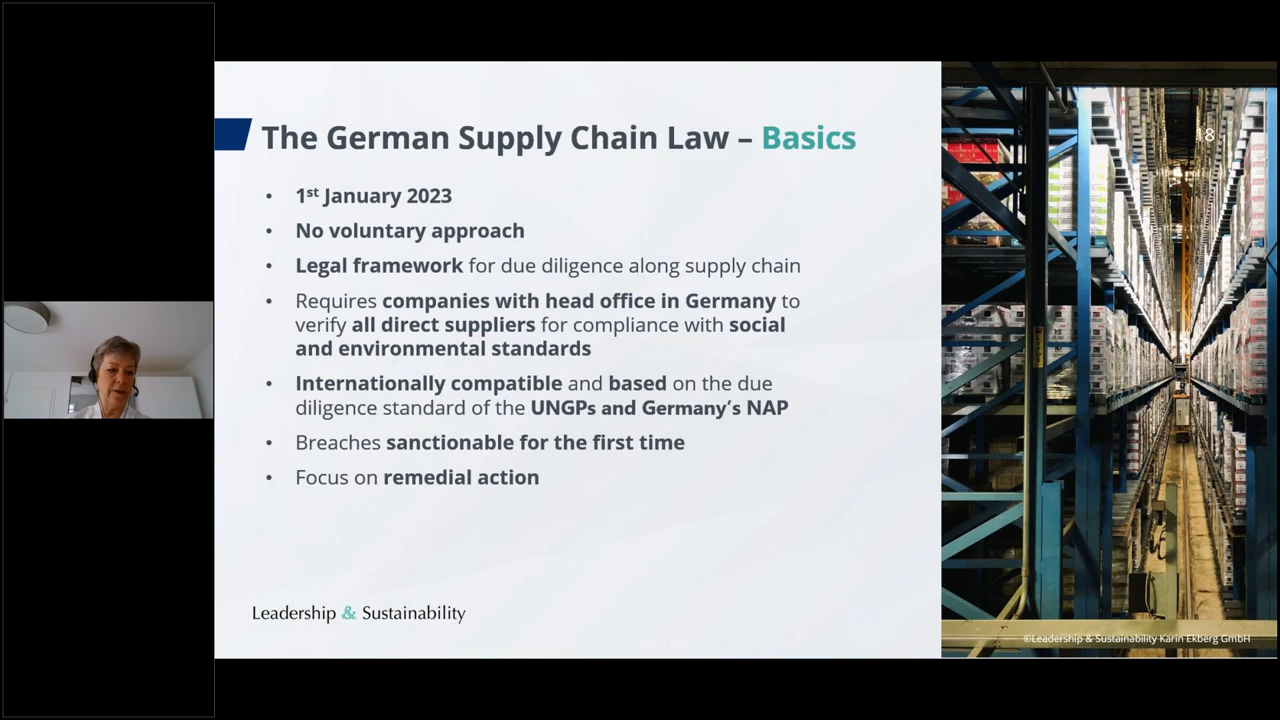 The German Supply Chain Law – Basics
18
• 1st January 2023
• No voluntary approach
• Legal framework for due diligence along supply chain
• Requires companies with head office in Germany to
verify all direct suppliers for compliance with social
and environmental standards
• Internationally compatible and based on the due
diligence standard of the UNGPs and Germany’s NAP
• Breaches sanctionable for the first time
• Focus on remedial action
Leadership & Sustainability
©Leadership & Sustainability Karin Ekberg GmbH